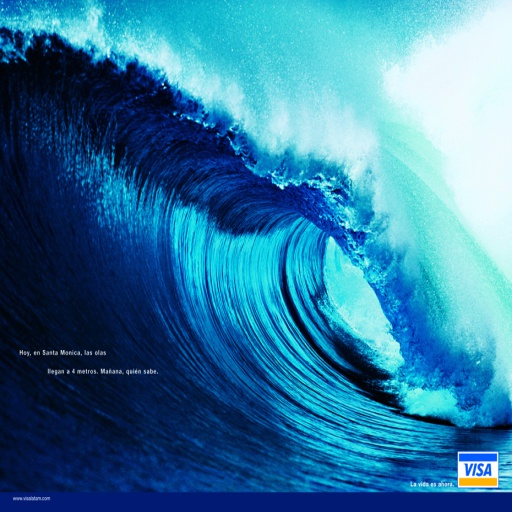 Hoy, en Santa Monica, las olas
llegan a 4 metros. Mañana, quién sabe.
La vida es ahora.
VISA
www.visalatam.com